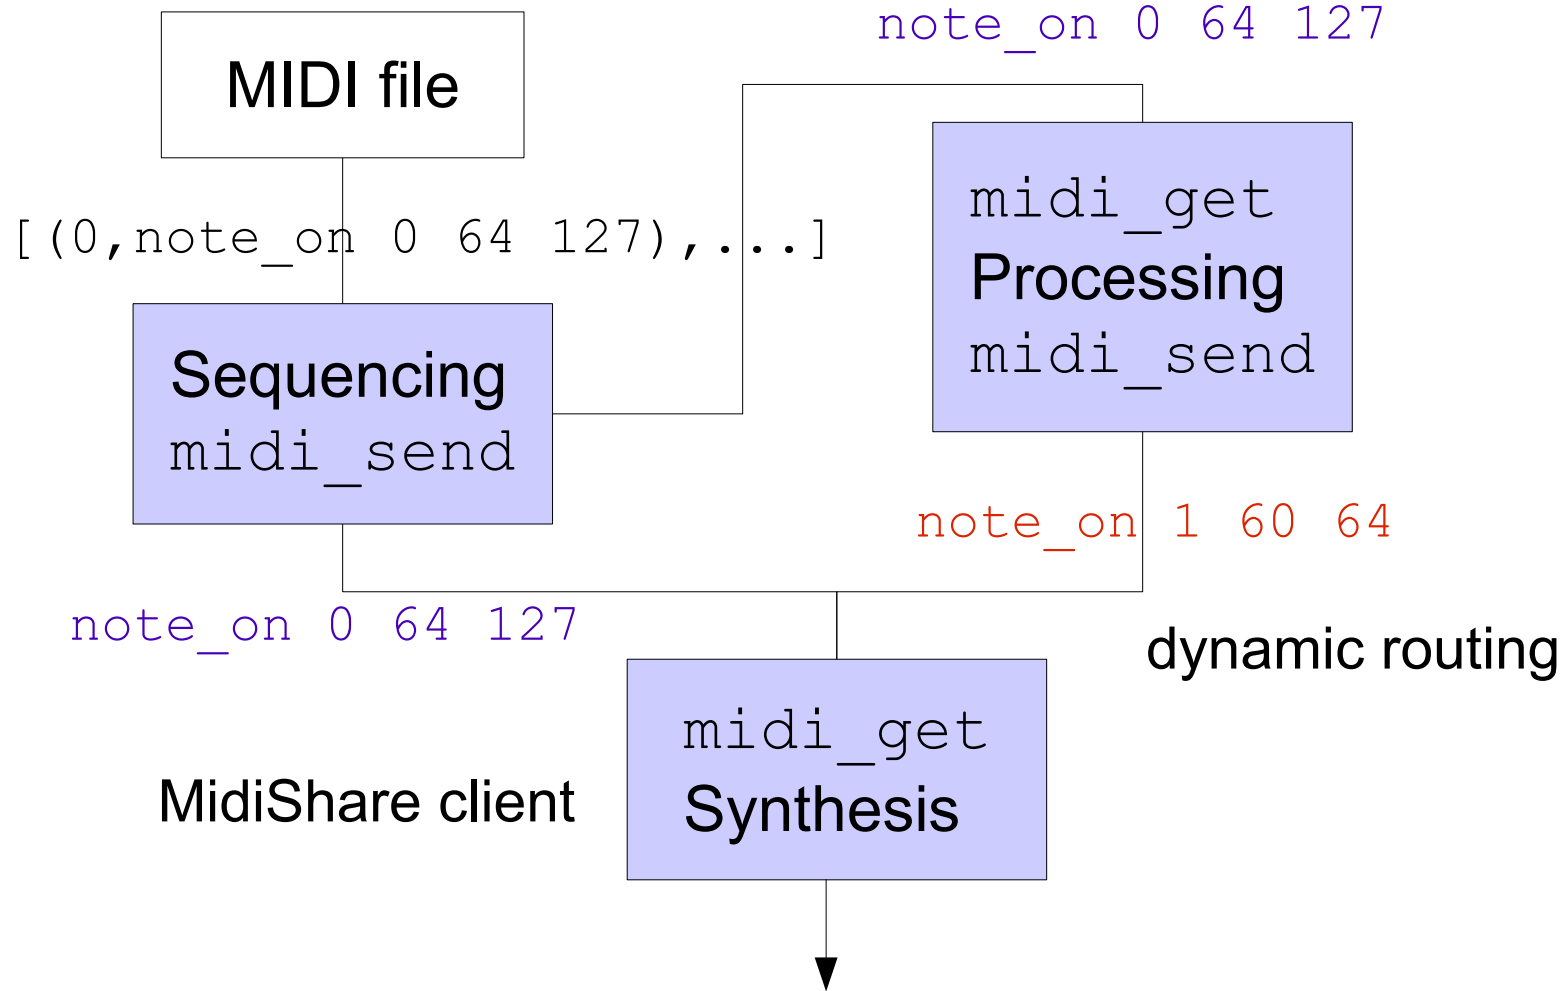 note_on 0 64 127
MIDI file
[(0,note_on 0 64 127),...]
midi_get
Processing
midi_send
Sequencing
midi_send
note_on 1 60 64
note_on 0 64 127
dynamic routing
midi_get
Synthesis
MidiShare client